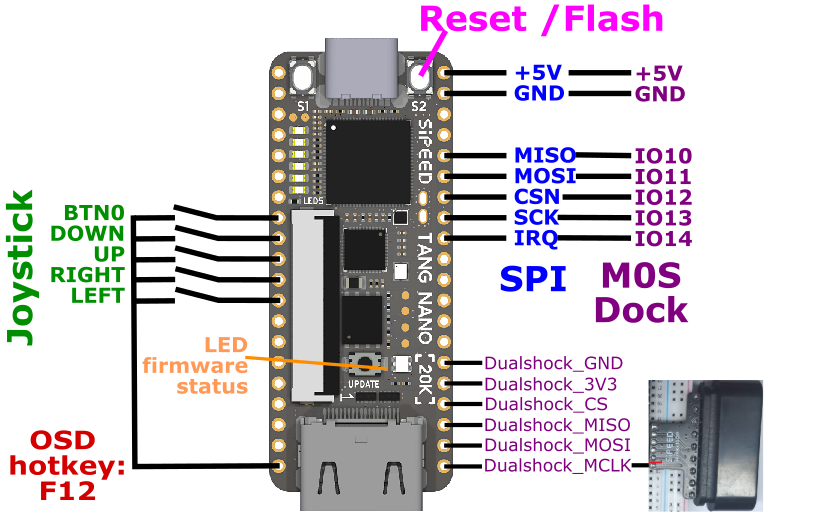 Reset /Flash
S1
S2
+5V
+5V
GND
GND
SiPEED
LED5
MISO
IO10
MOSI
IO11
CSN
IO12
SCK
IO13
IRQ
IO14
Joystick
BTN0
DOWN
UP
RIGHT
LEFT
TANG NANO
20K
SPI
M0S
Dock
LED
firmware
status
UPDATE
Dualshock_GND
Dualshock_3V3
Dualshock_CS
Dualshock_MISO
Dualshock_MOSI
Dualshock_MCLK
SiPEED
OSD
hotkey:
F12